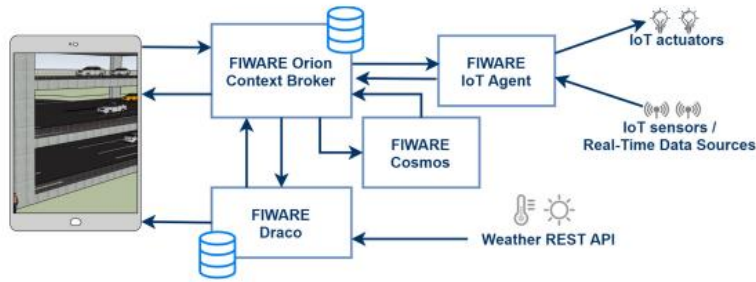 FIWARE Orion
Context Broker
FIWARE
IoT Agent
IoT actuators
IoT sensors /
Real-Time Data Sources
FIWARE
Cosmos
FIWARE
Draco
Weather REST API